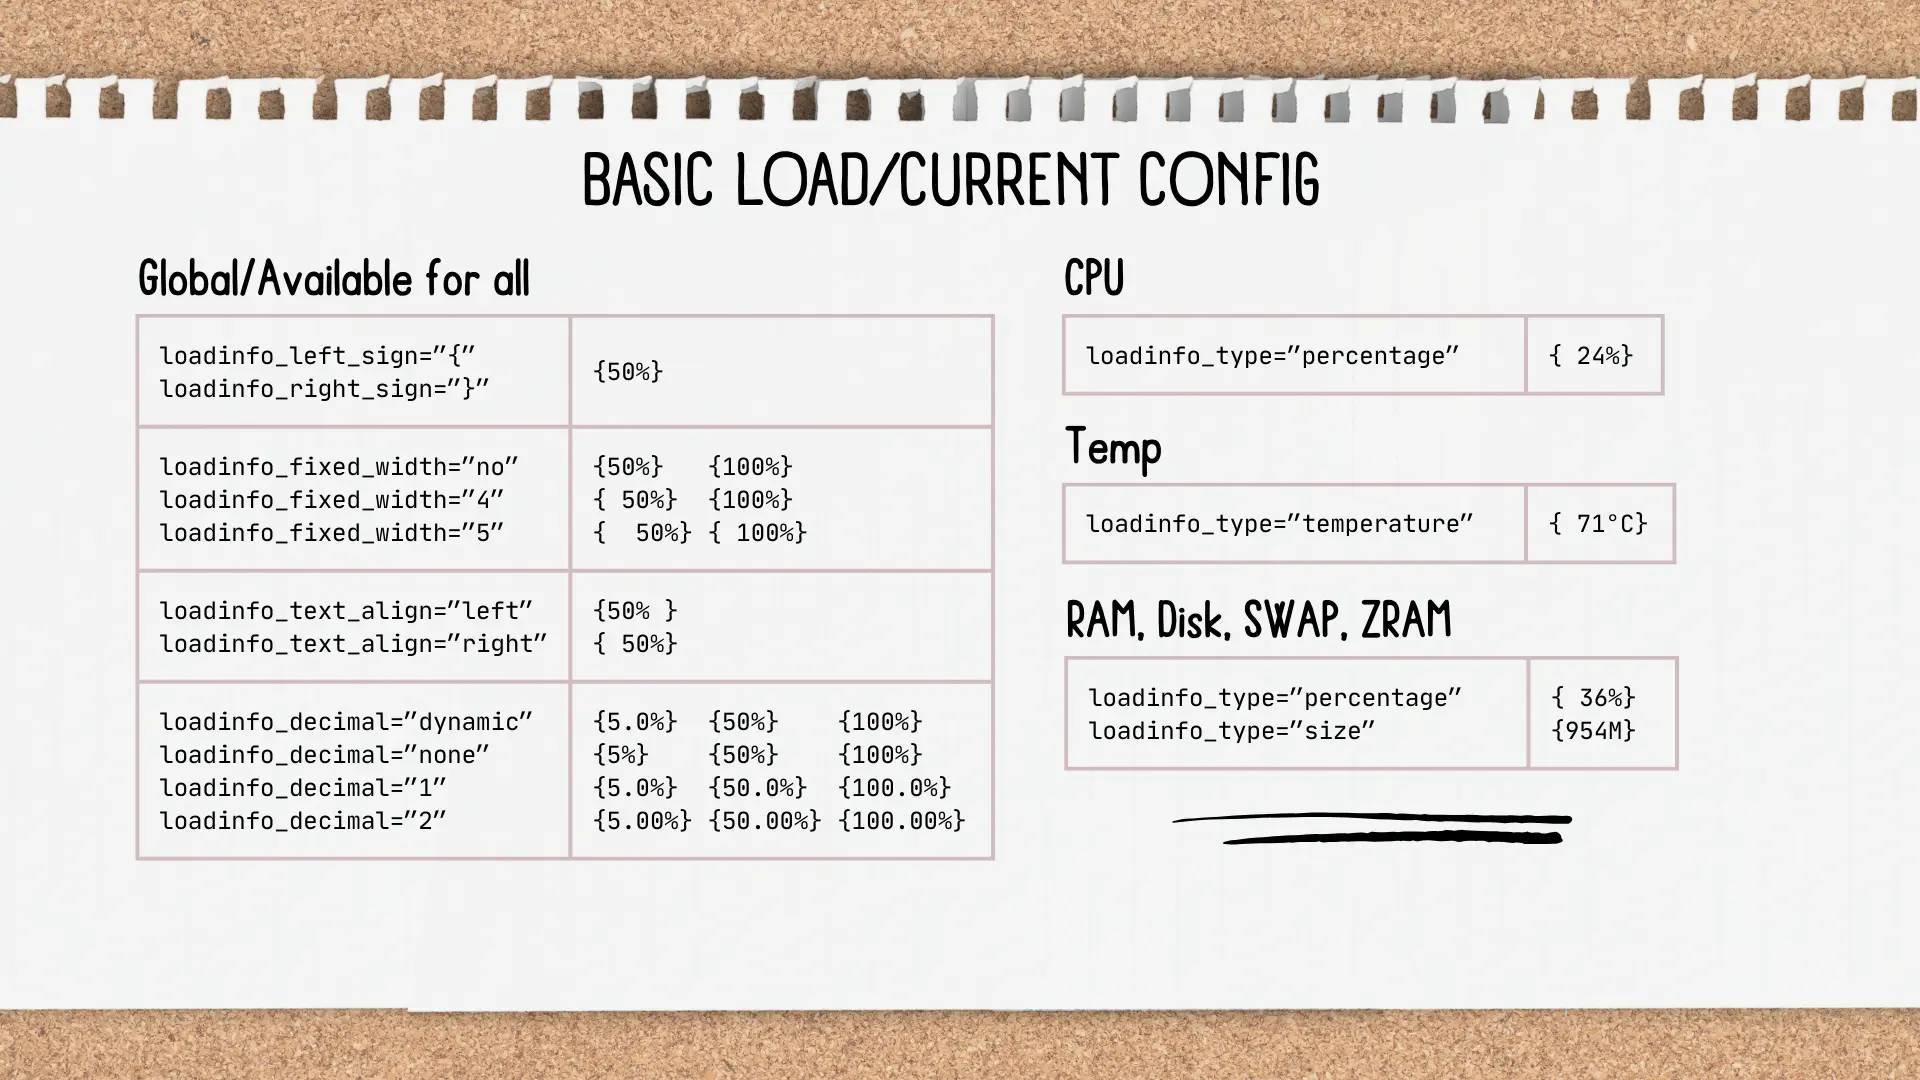 BASIC LOAD/CURRENT CONFIG
Global/Available for all
loadinfo_left_sign=”{”
loadinfo_right_sign=”}”
{50%}
loadinfo_fixed_width=”no”
loadinfo_fixed_width=”4”
loadinfo_fixed_width=”5”
{50%}   {100%}
{ 50%}  {100%}
{  50%} { 100%}
loadinfo_text_align=”left”
loadinfo_text_align=”right”
{50% }
{ 50%}
loadinfo_decimal=”dynamic”
loadinfo_decimal=”none”
loadinfo_decimal=”1”
loadinfo_decimal=”2”
{5.0%}  {50%}    {100%}
{5%}    {50%}    {100%}
{5.0%}  {50.0%}  {100.0%}
{5.00%} {50.00%} {100.00%}
CPU
loadinfo_type=”percentage”
{ 24%}
Temp
loadinfo_type=”temperature”
{ 71°C}
RAM, Disk, SWAP, ZRAM
loadinfo_type=”percentage”
loadinfo_type=”size”
{ 36%}
{954M}